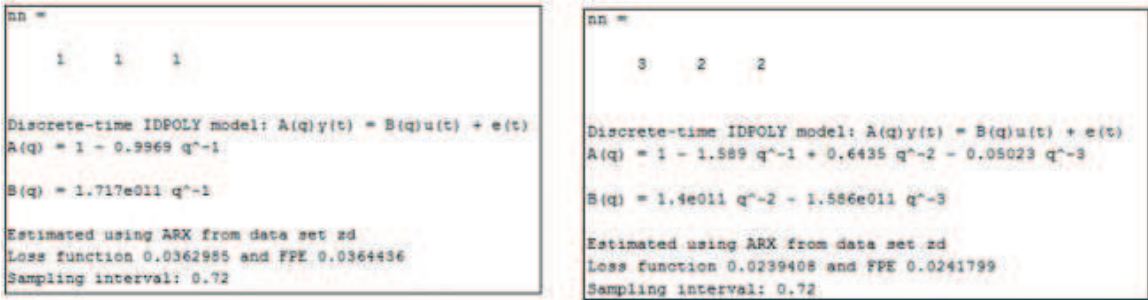 nn =
1 1 1
Discrete-time IDPOLY model: A(q)y(t) = B(q)u(t) + e(t)
A(q) = 1 - 0.9969 q^-1
B(q) = 1.717e011 q^-1
Estimated using ARX from data set zd
Loss function 0.0362985 and FPE 0.0364436
Sampling interval: 0.72
nn =
3 2 2
Discrete-time IDPOLY model: A(q)y(t) = B(q)u(t) + e(t)
A(q) = 1 - 1.589 q^-1 + 0.6435 q^-2 - 0.05023 q^-3
B(q) = 1.4e011 q^-2 - 1.586e011 q^-3
Estimated using ARX from data set zd
Loss function 0.0239408 and FPE 0.0241799
Sampling interval: 0.72